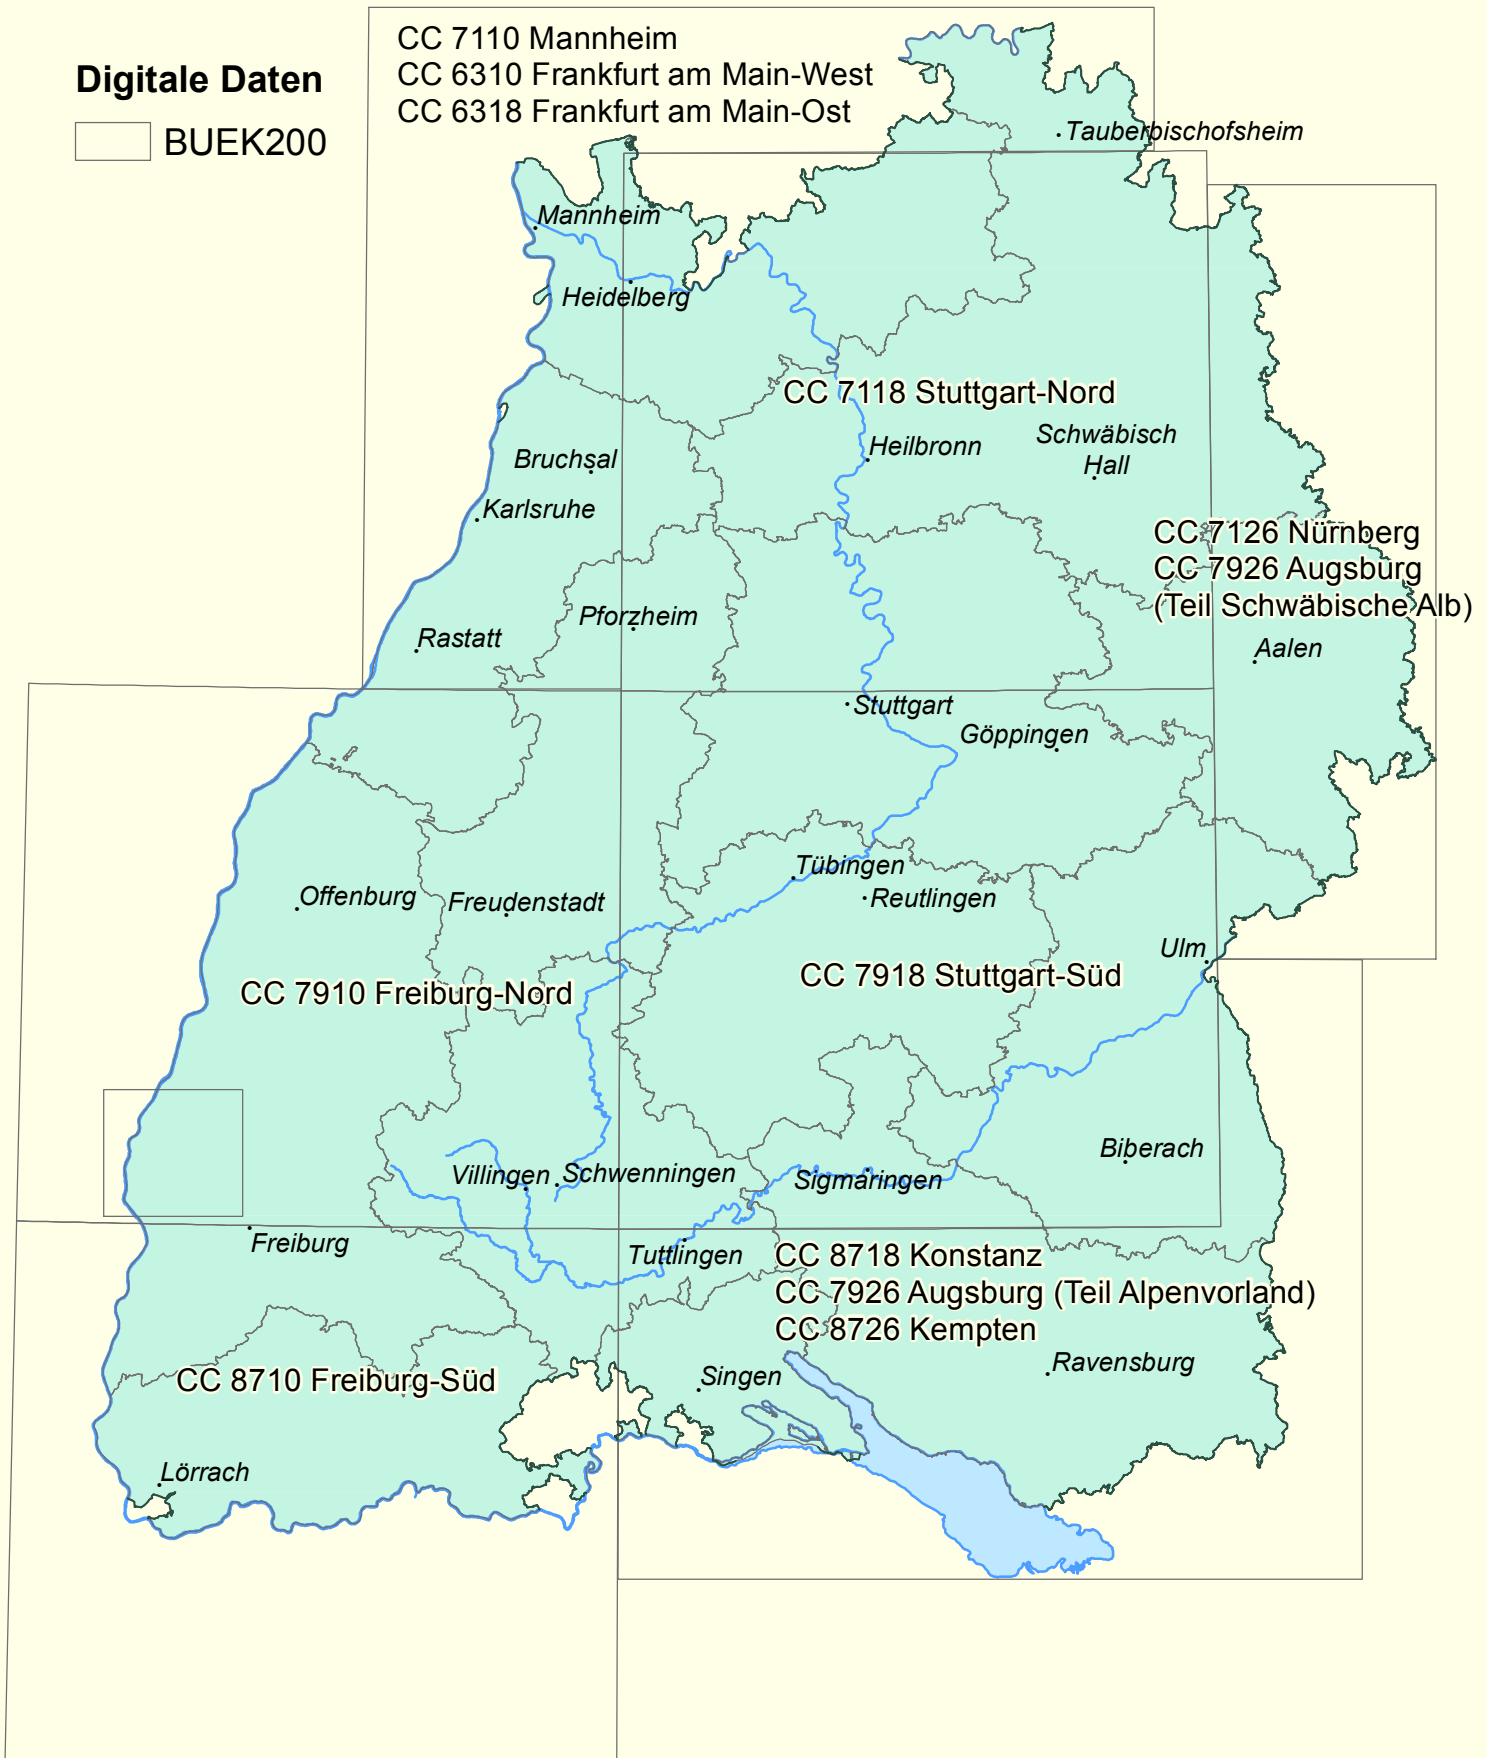 CC 7110 Mannheim
CC 6310 Frankfurt am Main-West
CC 6318 Frankfurt am Main-Ost
Digitale Daten
BUEK200
Tauberbischofsheim
Mannheim
Heidelberg
CC 7118 Stuttgart-Nord
Heilbronn
Schwäbisch
Hall
Bruchsal
Karlsruhe
CC 7126 Nürnberg
CC 7926 Augsburg
(Teil Schwäbische Alb)
Pforzheim
Rastatt
Aalen
Stuttgart
Göppingen
Tübingen
Reutlingen
Offenburg
Freudenstadt
Ulm
CC 7910 Freiburg-Nord
CC 7918 Stuttgart-Süd
Biberach
Villingen
Schwenningen
Sigmaringen
Freiburg
Tuttlingen
CC 8718 Konstanz
CC 7926 Augsburg (Teil Alpenvorland)
CC 8726 Kempten
Ravensburg
Singen
CC 8710 Freiburg-Süd
Lörrach